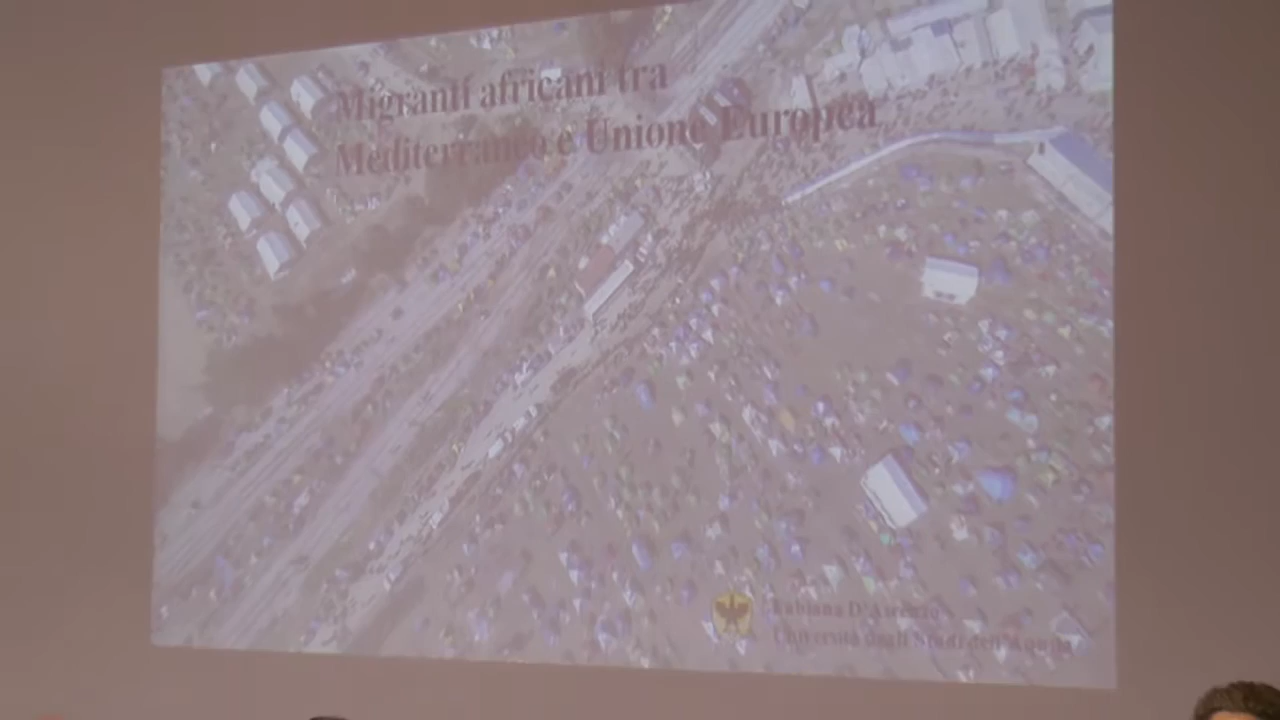 Migranti africani tra
Mediterraneo e Unione Europea
Fabiana D'Ascenzo
Università degli Studi dell'Aquila